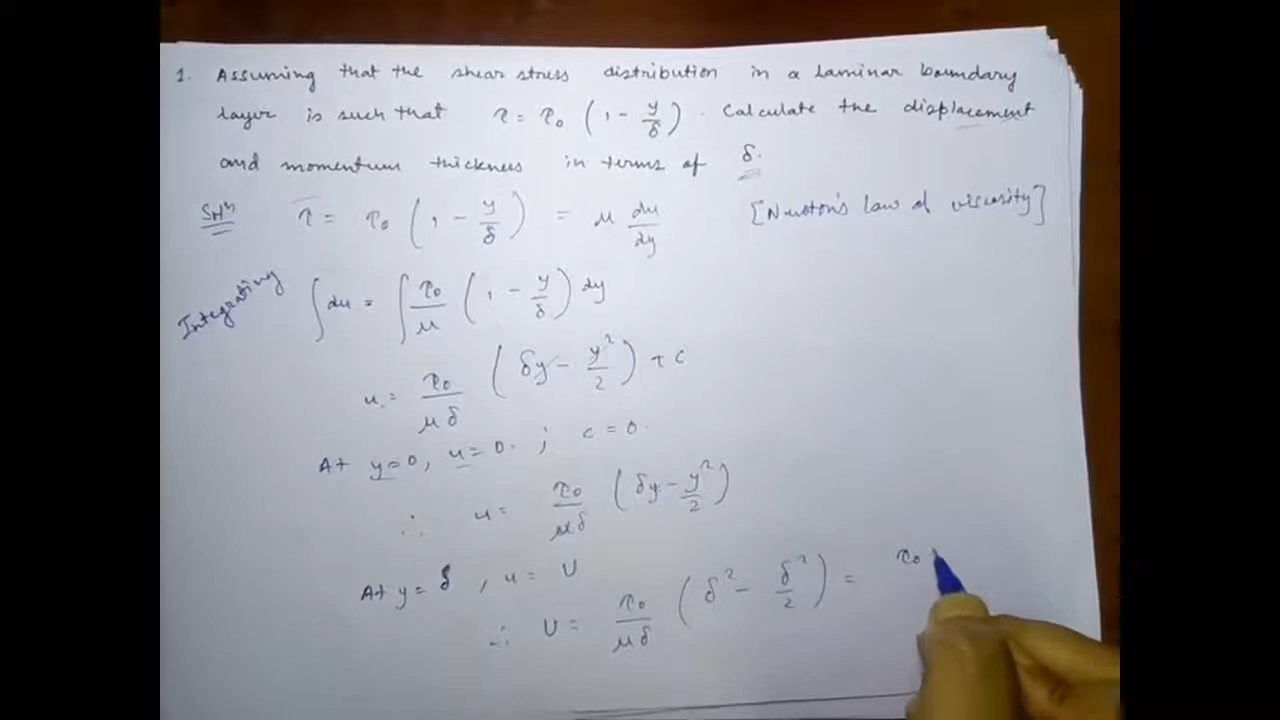 1. Assuming that the shear stress distribution in a laminar boundary
layer is such that τ = τ₀ (1 - y/δ). Calculate the displacement
and momentum thickness in terms of δ.
Solⁿ τ = τ₀ (1 - y/δ) = μ du/dy [Newton's law of viscosity]
Integrating ∫du = ∫ τ₀/μ (1 - y/δ) dy
u = τ₀/μδ (δy - y²/2) + c
At y=0, u=0. ; c=0.
∴ u = τ₀/μδ (δy - y²/2)
At y = δ, u = U
∴ U = τ₀/μδ (δ² - δ²/2) = τ₀